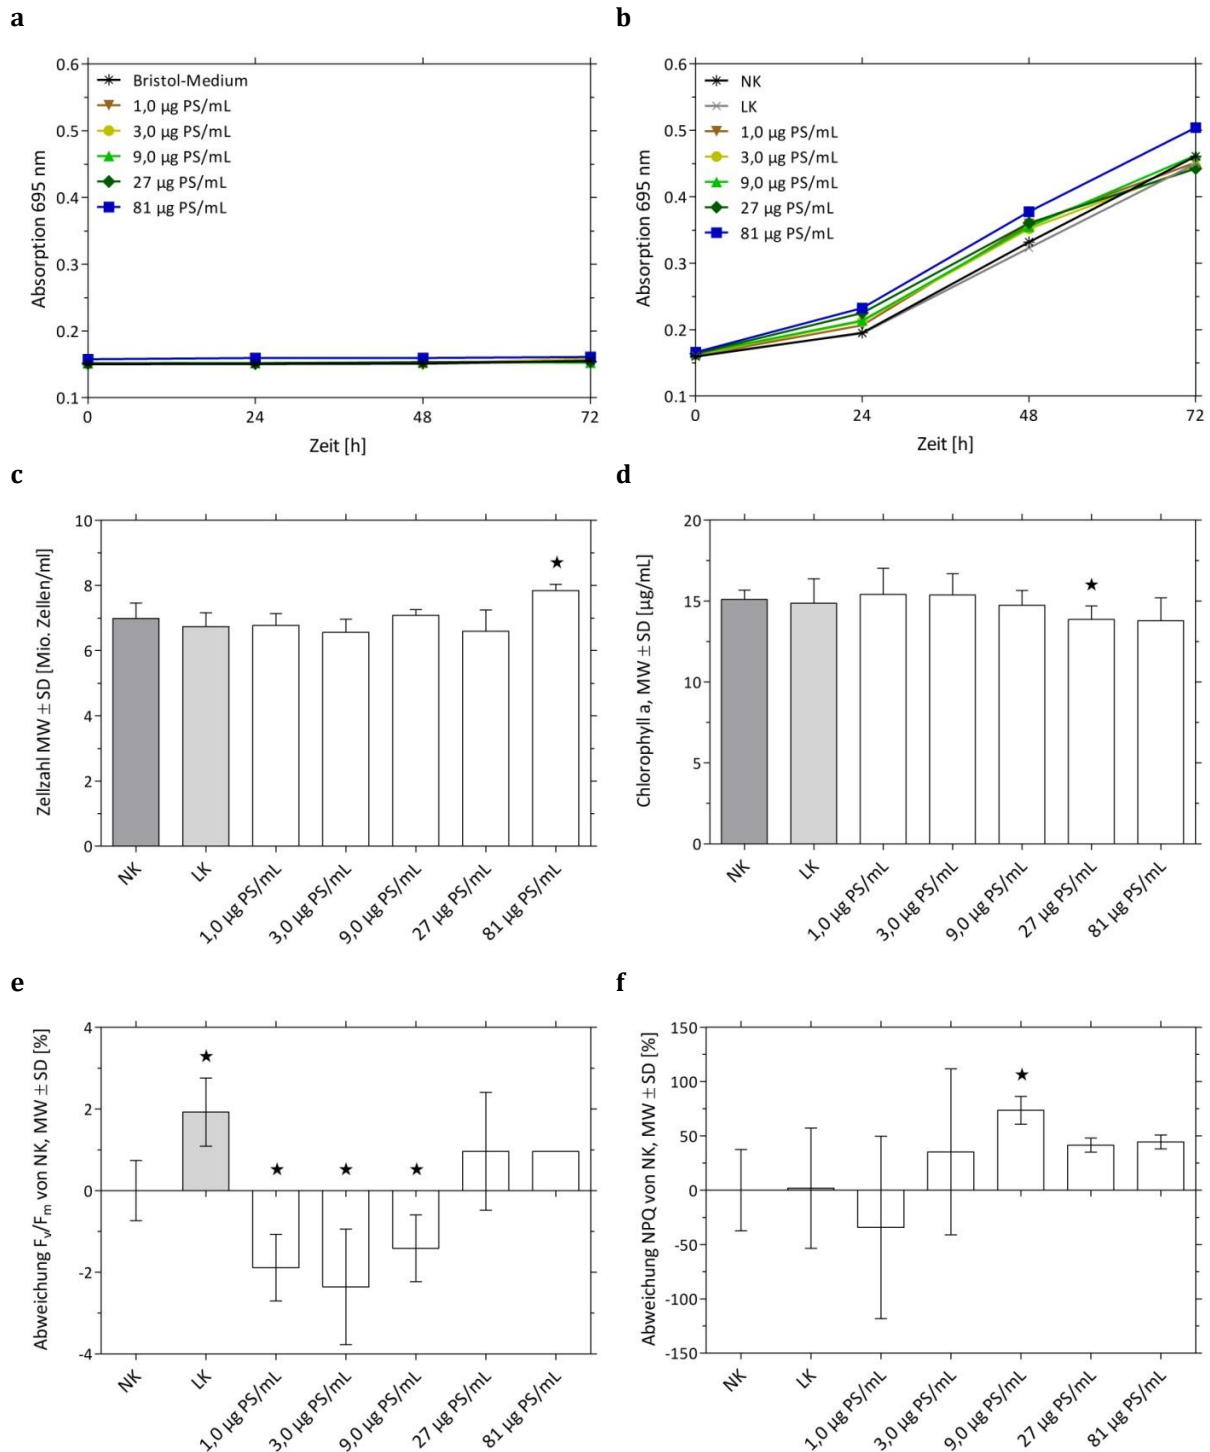 a
0.6
0.5
0.4
0.3
0.2
0.1
Absorption 695 nm
Bristol-Medium
1,0 µg PS/mL
3,0 µg PS/mL
9,0 µg PS/mL
27 µg PS/mL
81 µg PS/mL
0
24
48
72
Zeit [h]
b
0.6
0.5
0.4
0.3
0.2
0.1
Absorption 695 nm
NK
LK
1,0 µg PS/mL
3,0 µg PS/mL
9,0 µg PS/mL
27 µg PS/mL
81 µg PS/mL
0
24
48
72
Zeit [h]
c
10
8
6
4
2
0
Zellzahl MW ± SD [Mio. Zellen/ml]
★
NK
LK
1,0 µg PS/mL
3,0 µg PS/mL
9,0 µg PS/mL
27 µg PS/mL
81 µg PS/mL
d
20
15
10
5
0
Chlorophyll a, MW ± SD [µg/mL]
★
NK
LK
1,0 µg PS/mL
3,0 µg PS/mL
9,0 µg PS/mL
27 µg PS/mL
81 µg PS/mL
e
4
2
0
-2
-4
Abweichung Fv/Fm von NK, MW ± SD [%]
★
★ ★ ★
NK
LK
1,0 µg PS/mL
3,0 µg PS/mL
9,0 µg PS/mL
27 µg PS/mL
81 µg PS/mL
f
150
100
50
0
-50
-100
-150
Abweichung NPQ von NK, MW ± SD [%]
★
NK
LK
1,0 µg PS/mL
3,0 µg PS/mL
9,0 µg PS/mL
27 µg PS/mL
81 µg PS/mL